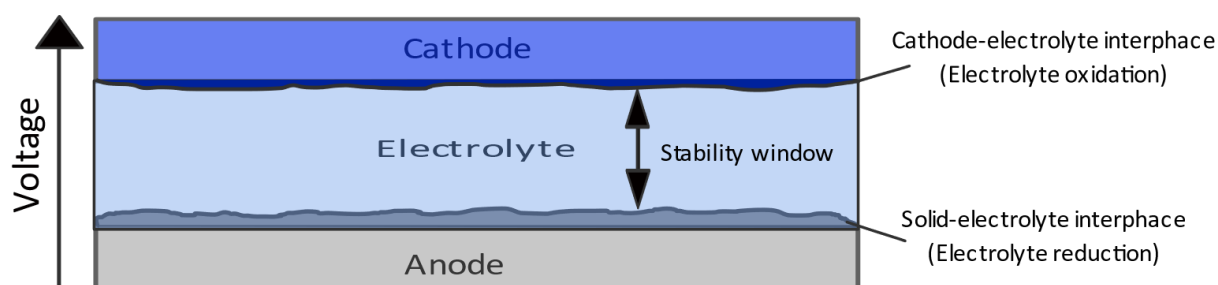 Cathode
Cathode-electrolyte interphace
(Electrolyte oxidation)
Voltage
Electrolyte
Stability window
Solid-electrolyte interphace
(Electrolyte reduction)
Anode